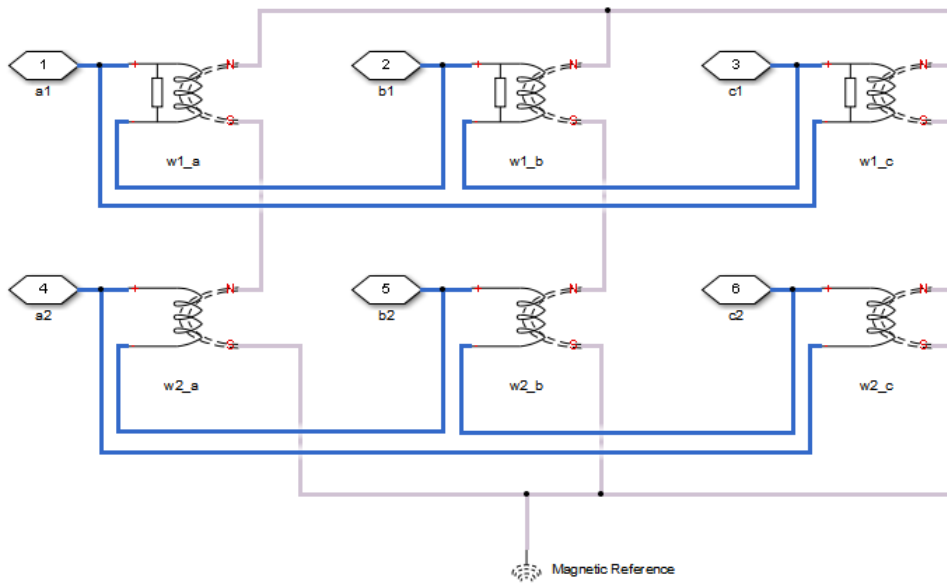 1 2 3
a1 b1 c1
+ N + N + N
- S - S - S
w1_a w1_b w1_c
4 5 6
a2 b2 c2
+ N + N + N
- S - S - S
w2_a w2_b w2_c
Magnetic Reference